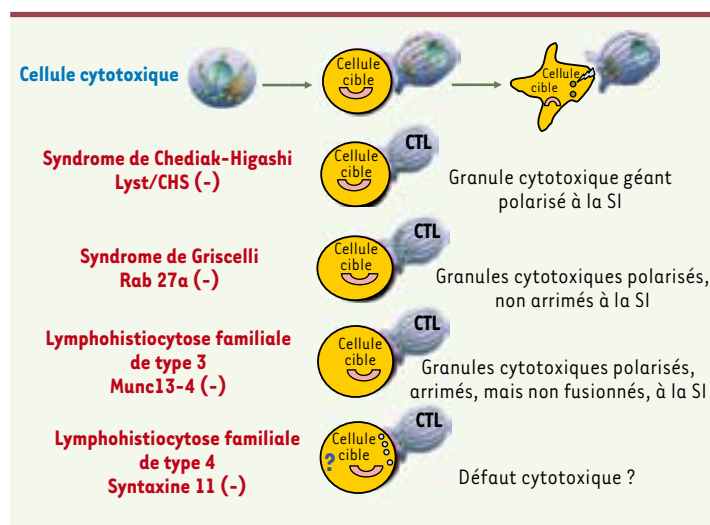 Cellule cytotoxique
Cellule
cible
Cellule
cible
Syndrome de Chediak-Higashi
Lyst/CHS (-)
Cellule
cible
CTL
Granule cytotoxique géant
polarisé à la SI
Syndrome de Griscelli
Rab 27a (-)
Cellule
cible
CTL
Granules cytotoxiques polarisés,
non arrimés à la SI
Lymphohistiocytose familiale
de type 3
Munc13-4 (-)
Cellule
cible
CTL
Granules cytotoxiques polarisés,
arrimés, mais non fusionnés, à la SI
Lymphohistiocytose familiale
de type 4
Syntaxine 11 (-)
Cellule
? cible
CTL
Défaut cytotoxique ?